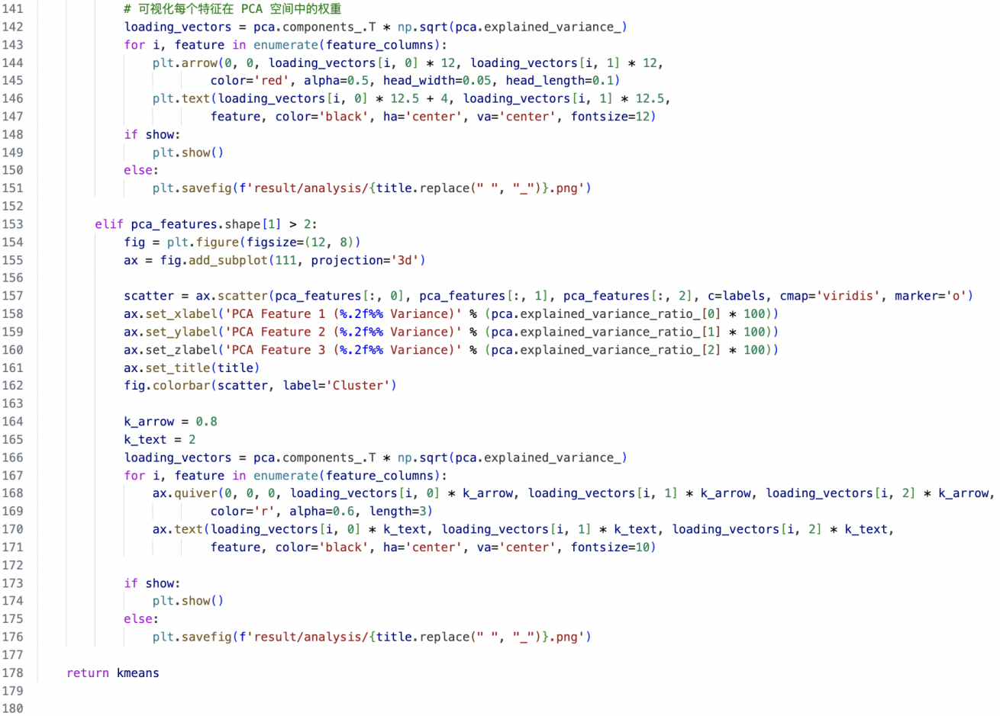 141 # 可视化每个特征在 PCA 空间中的权重
142 loading_vectors = pca.components_.T * np.sqrt(pca.explained_variance_)
143 for i, feature in enumerate(feature_columns):
144 plt.arrow(0, 0, loading_vectors[i, 0] * 12, loading_vectors[i, 1] * 12,
145 color='red', alpha=0.5, head_width=0.05, head_length=0.1)
146 plt.text(loading_vectors[i, 0] * 12.5 + 4, loading_vectors[i, 1] * 12.5,
147 feature, color='black', ha='center', va='center', fontsize=12)
148 if show:
149 plt.show()
150 else:
151 plt.savefig(f'result/analysis/{title.replace(" ", "_")}.png')
152
153 elif pca_features.shape[1] > 2:
154 fig = plt.figure(figsize=(12, 8))
155 ax = fig.add_subplot(111, projection='3d')
156
157 scatter = ax.scatter(pca_features[:, 0], pca_features[:, 1], pca_features[:, 2], c=labels, cmap='viridis', marker='o')
158 ax.set_xlabel('PCA Feature 1 (%.2f%% Variance)' % (pca.explained_variance_ratio_[0] * 100))
159 ax.set_ylabel('PCA Feature 2 (%.2f%% Variance)' % (pca.explained_variance_ratio_[1] * 100))
160 ax.set_zlabel('PCA Feature 3 (%.2f%% Variance)' % (pca.explained_variance_ratio_[2] * 100))
161 ax.set_title(title)
162 fig.colorbar(scatter, label='Cluster')
163
164 k_arrow = 0.8
165 k_text = 2
166 loading_vectors = pca.components_.T * np.sqrt(pca.explained_variance_)
167 for i, feature in enumerate(feature_columns):
168 ax.quiver(0, 0, 0, loading_vectors[i, 0] * k_arrow, loading_vectors[i, 1] * k_arrow, loading_vectors[i, 2] * k_arrow,
169 color='r', alpha=0.6, length=3)
170 ax.text(loading_vectors[i, 0] * k_text, loading_vectors[i, 1] * k_text, loading_vectors[i, 2] * k_text,
171 feature, color='black', ha='center', va='center', fontsize=10)
172
173 if show:
174 plt.show()
175 else:
176 plt.savefig(f'result/analysis/{title.replace(" ", "_")}.png')
177
178 return kmeans
179
180